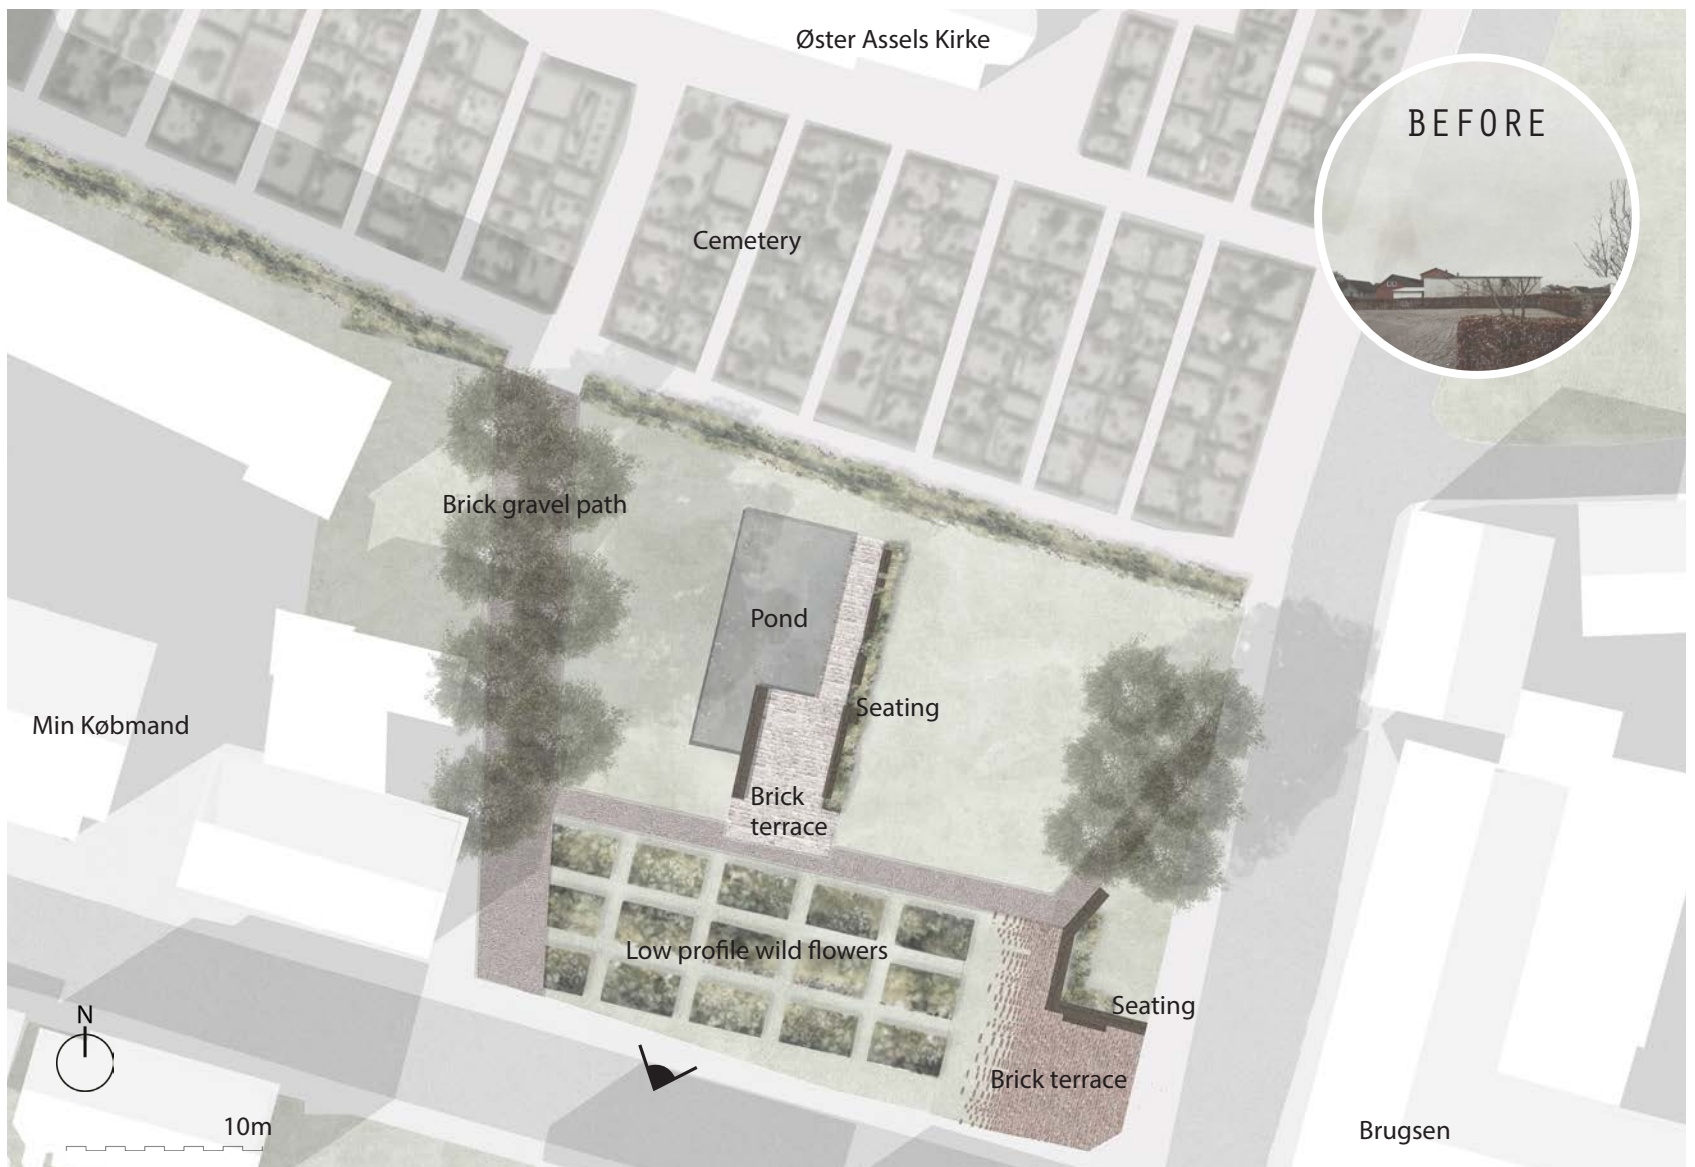 Øster Assels Kirke
BEFORE
Cemetery
Brick gravel path
Pond
Seating
Min Købmand
Brick
terrace
Low profile wild flowers
Seating
N
Brick terrace
10m
Brugsen